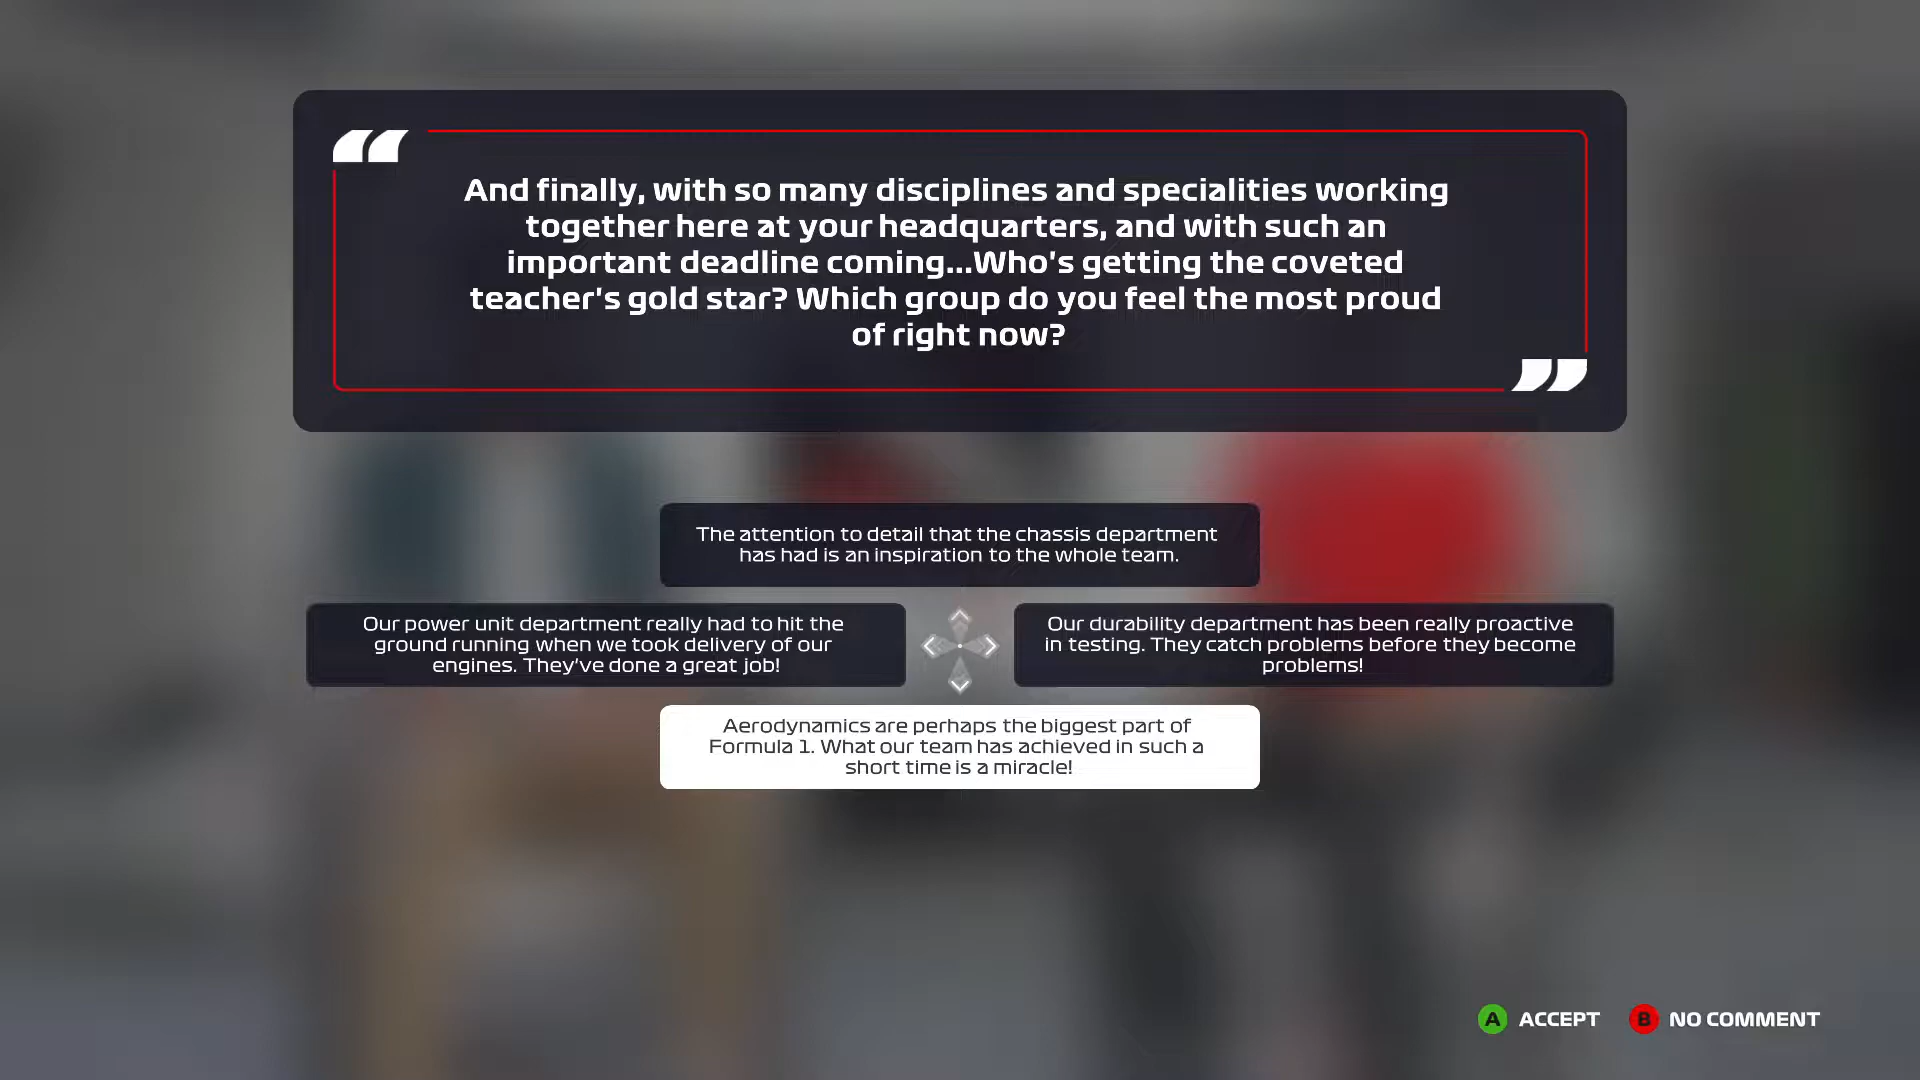 And finally, with so many disciplines and specialities working
together here at your headquarters, and with such an
important deadline coming...Who's getting the coveted
teacher's gold star? Which group do you feel the most proud
of right now?
The attention to detail that the chassis department
has had is an inspiration to the whole team.
Our power unit department really had to hit the
ground running when we took delivery of our
engines. They've done a great job!
Our durability department has been really proactive
in testing. They catch problems before they become
problems!
Aerodynamics are perhaps the biggest part of
Formula 1. What our team has achieved in such a
short time is a miracle!
A ACCEPT B NO COMMENT